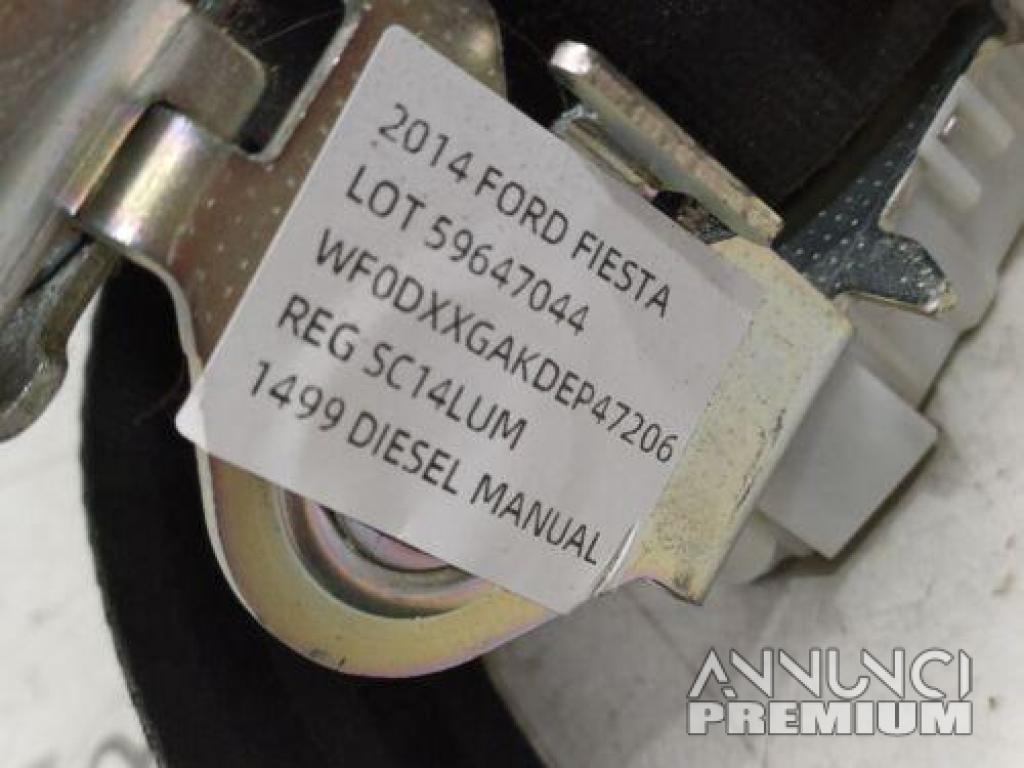 2014 FORD FIESTA
LOT 59647044
WF0DXXGAKDEP47206
REG SC14LUM
1499 DIESEL MANUAL
ANNUNCI
PREMIUM